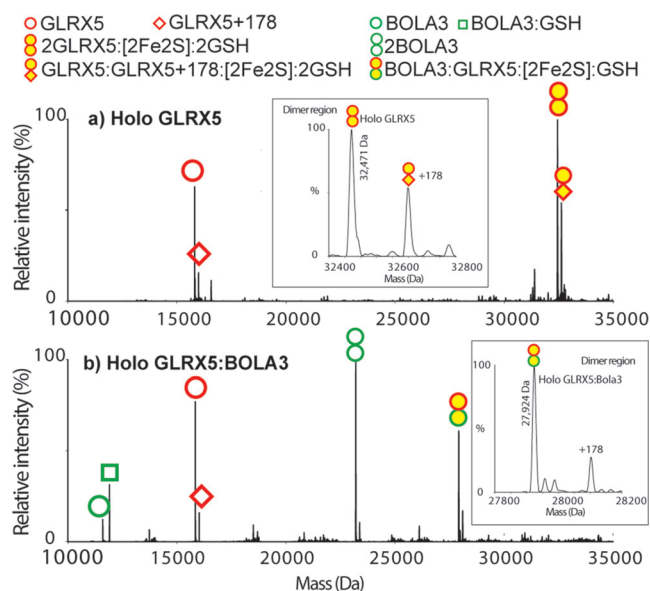 GLRX5 GLRX5+178 BOLA3 BOLA3:GSH
2GLRX5:[2Fe2S]:2GSH 2BOLA3
GLRX5:GLRX5+178:[2Fe2S]:2GSH BOLA3:GLRX5:[2Fe2S]:GSH
a) Holo GLRX5
Relative intensity (%)
100
0
10000 15000 20000 25000 30000 35000
Dimer region
Holo GLRX5
100
32,471 Da
+178
%
0
32400 32600 32800
Mass (Da)
b) Holo GLRX5:BOLA3
Relative intensity (%)
100
0
10000 15000 20000 25000 30000 35000
Mass (Da)
Dimer region
Holo GLRX5:Bola3
100
27,924 Da
+178
%
0
27800 28000 28200
Mass (Da)